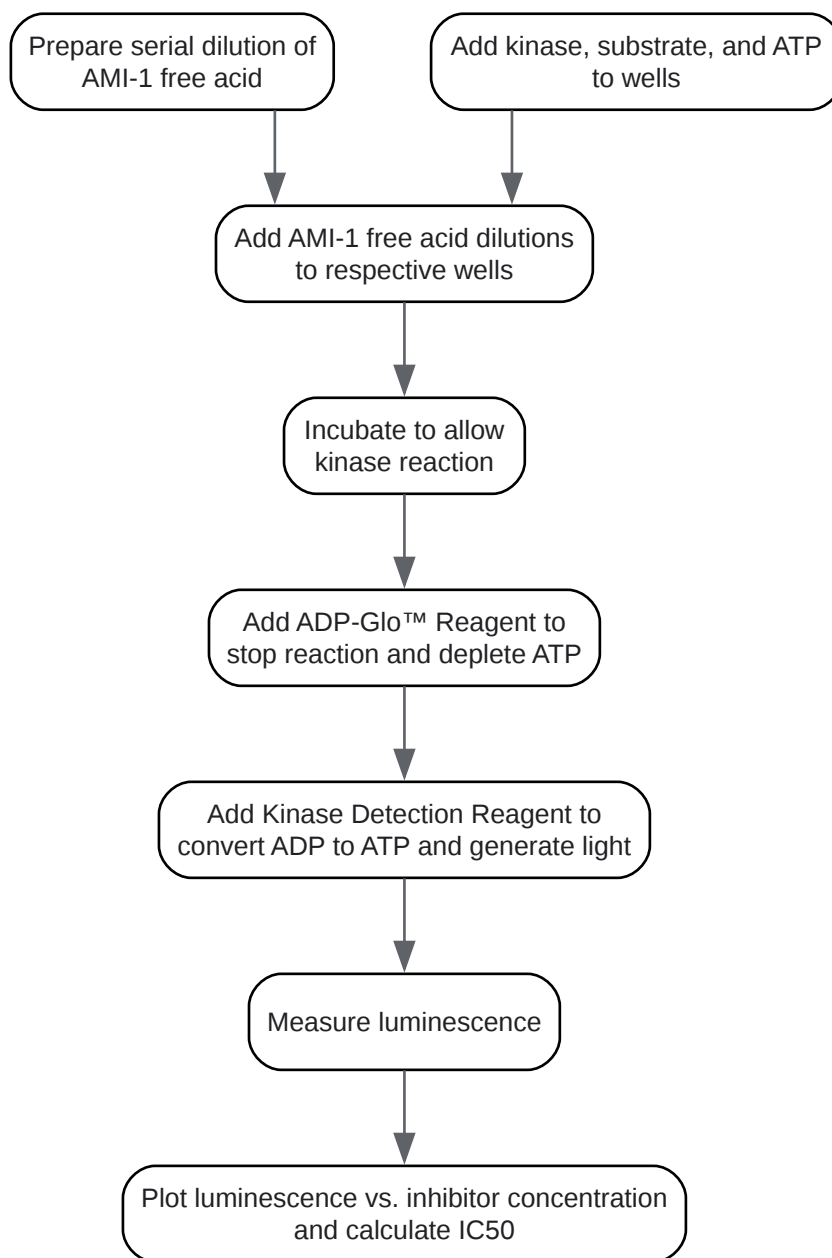 Prepare serial dilution of
AMI-1 free acid
Add kinase, substrate, and ATP
to wells
Add AMI-1 free acid dilutions
to respective wells
Incubate to allow
kinase reaction
Add ADP-Glo™ Reagent to
stop reaction and deplete ATP
Add Kinase Detection Reagent to
convert ADP to ATP and generate light
Measure luminescence
Plot luminescence vs. inhibitor concentration
and calculate IC50